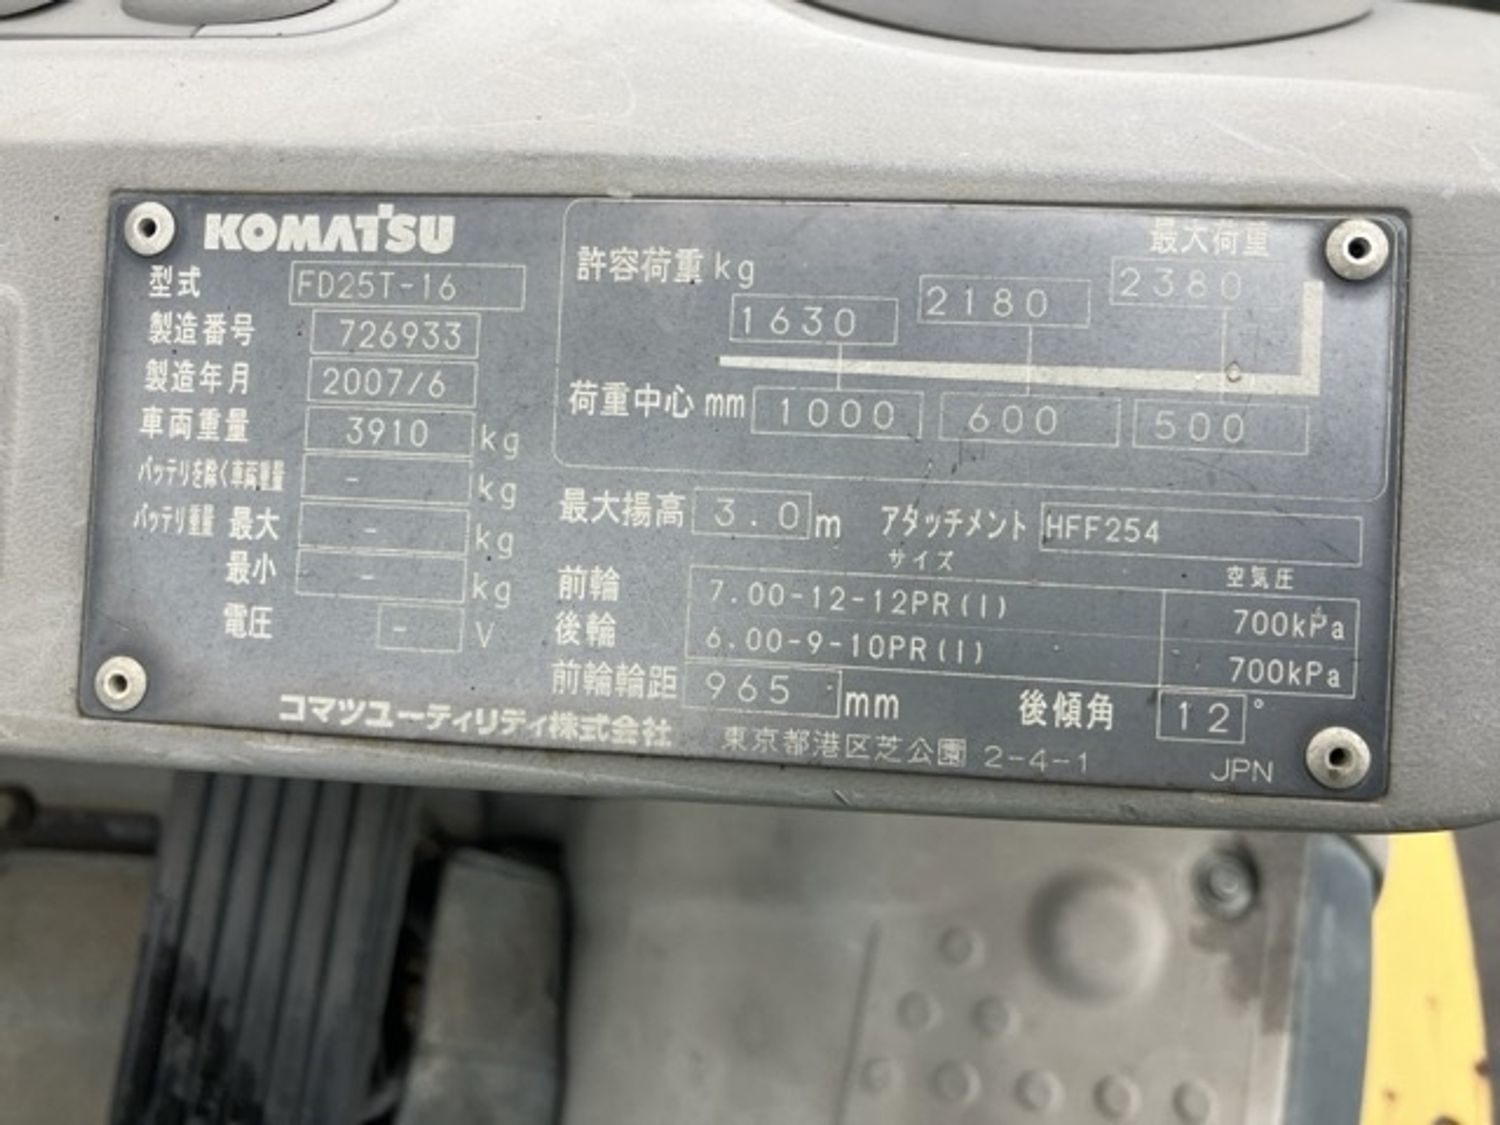 KOMATSU
型式 FD25T-16
製造番号 726933
製造年月 2007/6
車両重量 3910 kg
バッテリを除く車両重量 - kg
バッテリ重量 最大 - kg
最小 - kg
電圧 - V
最大荷重
許容荷重 kg 1630 2180 2380
荷重中心 mm 1000 600 500
最大揚高 3.0 m アタッチメント HFF254
サイズ 空気圧
前輪 7.00-12-12PR(I) 700kPa
後輪 6.00-9-10PR(I) 700kPa
前輪輪距 965 mm 後傾角 12°
コマツユーティリティ株式会社 東京都港区芝公園 2-4-1 JPN